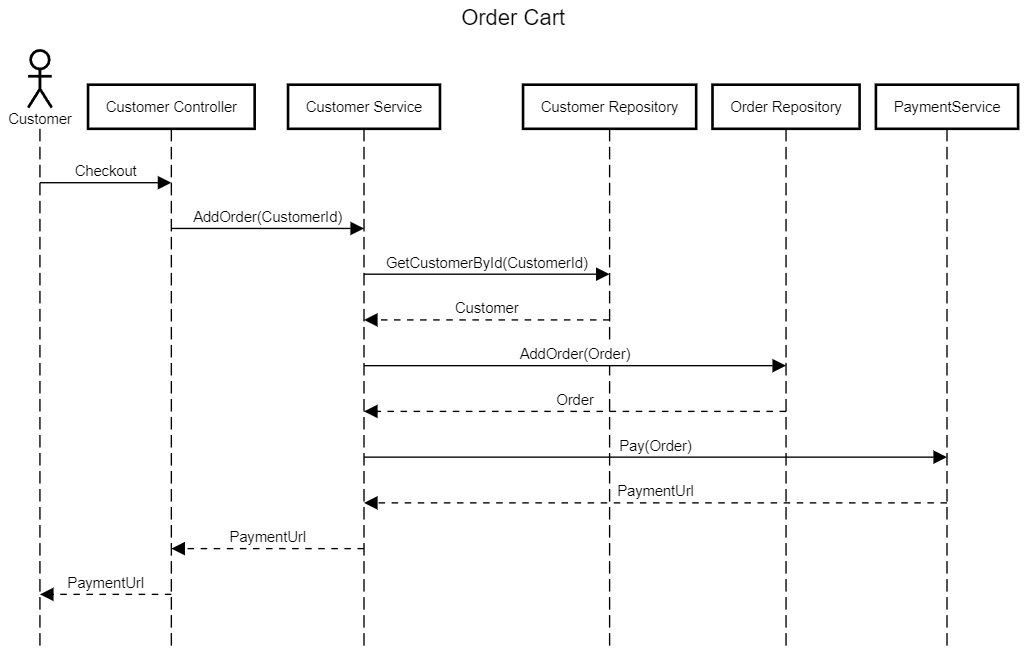 Order Cart
Customer
Customer Controller
Customer Service
Customer Repository
Order Repository
PaymentService
Checkout
AddOrder(CustomerId)
GetCustomerById(CustomerId)
Customer
AddOrder(Order)
Order
Pay(Order)
PaymentUrl
PaymentUrl
PaymentUrl